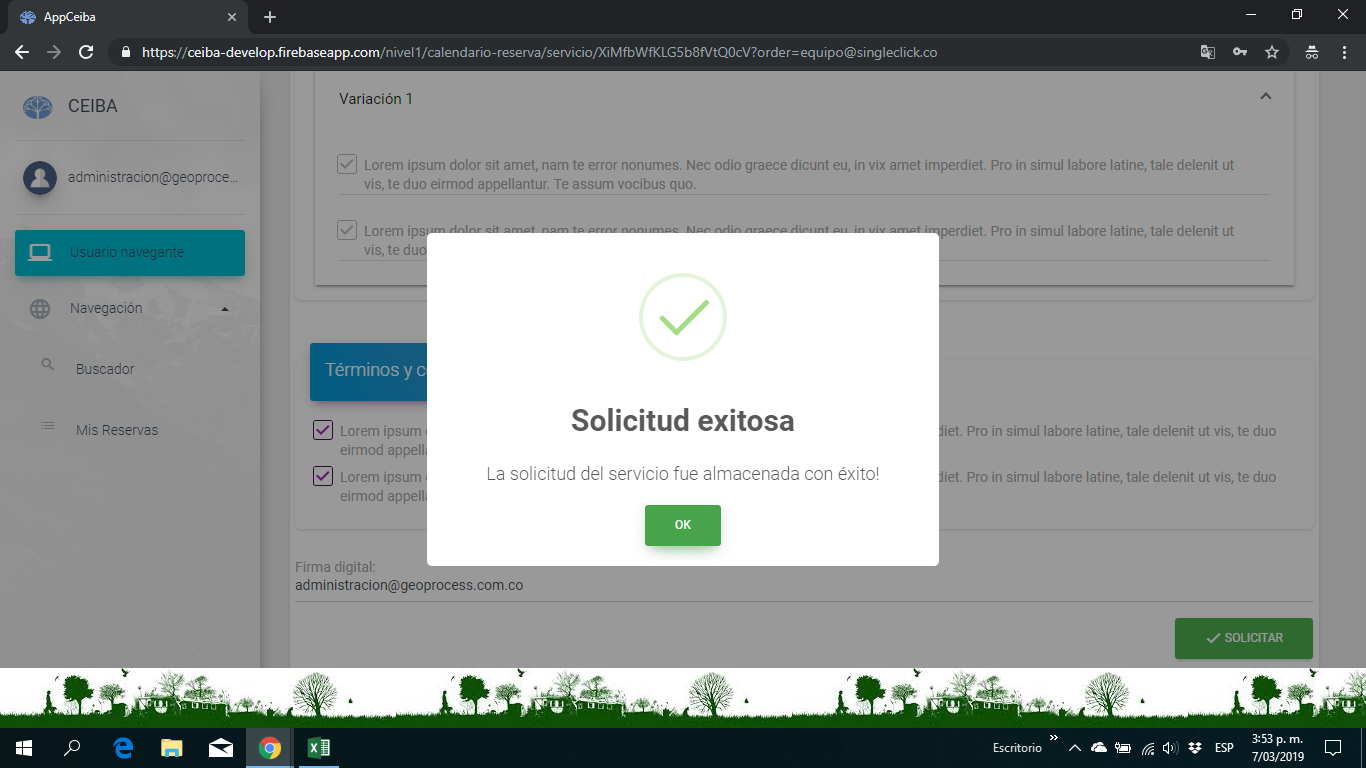 AppCeiba
https://ceiba-develop.firebaseapp.com/nivel1/calendario-reserva/servicio/XiMfbWfKLG5b8fVtQ0cV?order=equipo@singleclick.co
CEIBA
administracion@geoproce...
Usuario navegante
Navegación
Buscador
Mis Reservas
Variación 1
Lorem ipsum dolor sit amet, nam te error nonumes. Nec odio graece dicunt eu, in vix amet imperdiet. Pro in simul labore latine, tale delenit ut
vis, te duo eirmod appellantur. Te assum vocibus quo.
Lorem ipsum dolor sit amet, nam te error nonumes. Nec odio graece dicunt eu, in vix amet imperdiet. Pro in simul labore latine, tale delenit ut
vis, te duo
Solicitud exitosa
La solicitud del servicio fue almacenada con éxito!
OK
Términos y c
Lorem ipsum diet. Pro in simul labore latine, tale delenit ut vis, te duo
eirmod appell
Lorem ipsum diet. Pro in simul labore latine, tale delenit ut vis, te duo
eirmod appell
Firma digital:
administracion@geoprocess.com.co
SOLICITAR
Escritorio
ESP
3:53 p. m.
7/03/2019